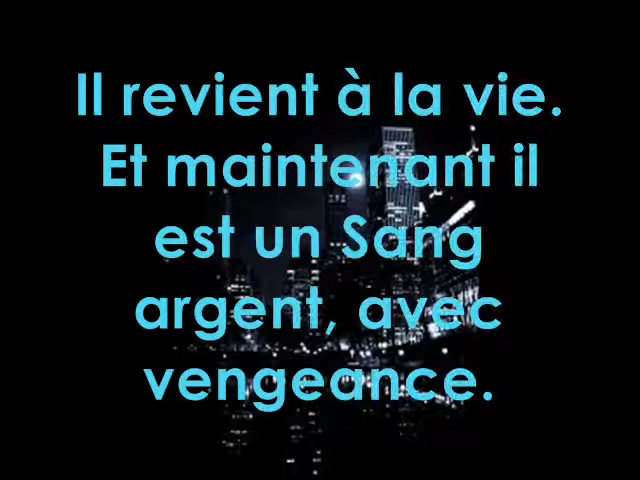 Il revient à la vie.
Et maintenant il
est un Sang
argent, avec
vengeance.